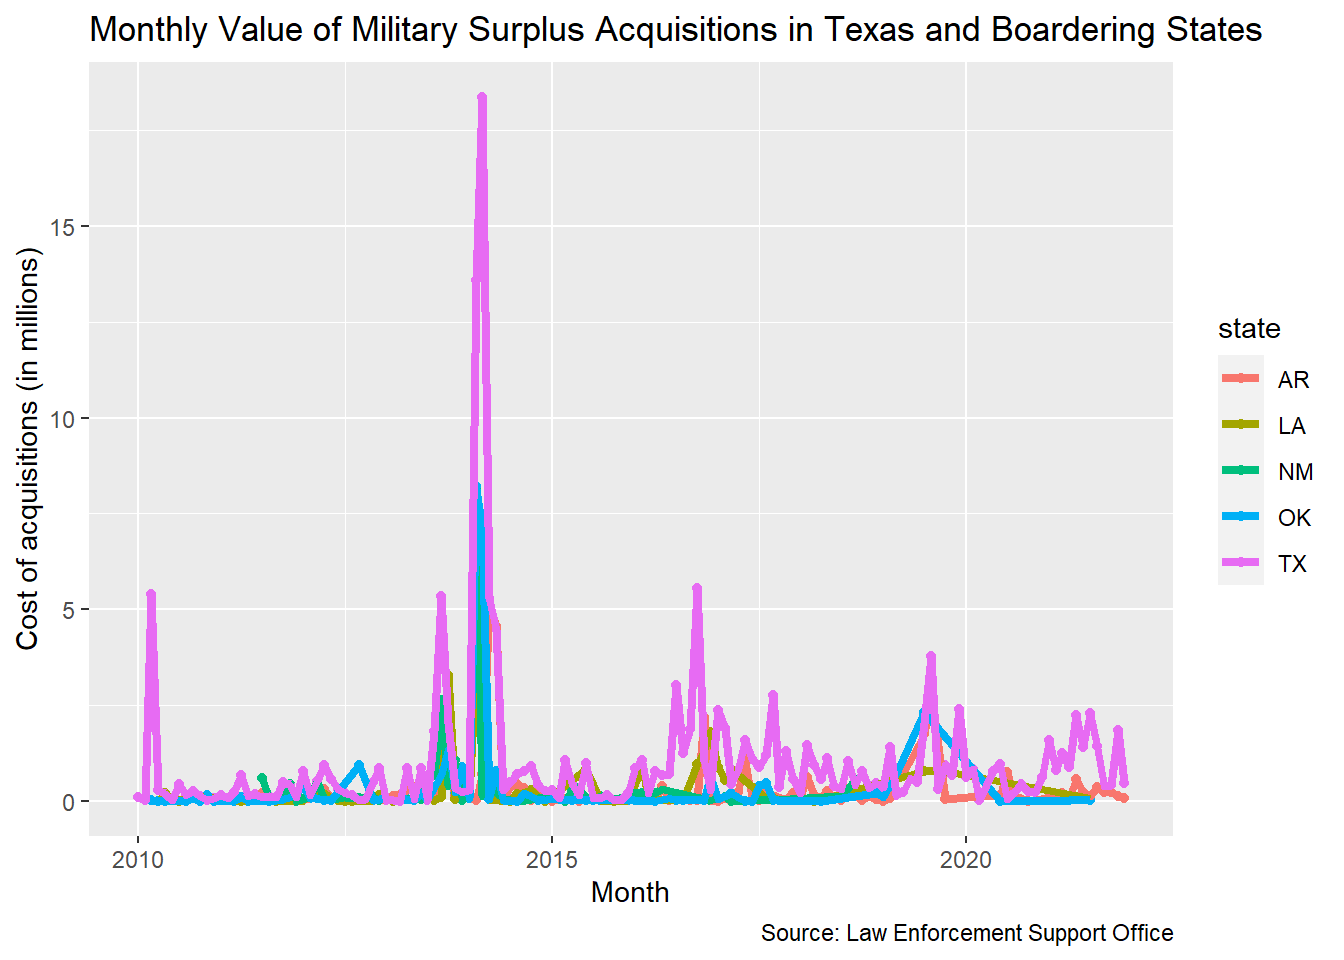 Monthly Value of Military Surplus Acquisitions in Texas and Boardering States
Cost of acquisitions (in millions)
15
10
5
0
2010
2015
2020
Month
state
AR
LA
NM
OK
TX
Source: Law Enforcement Support Office